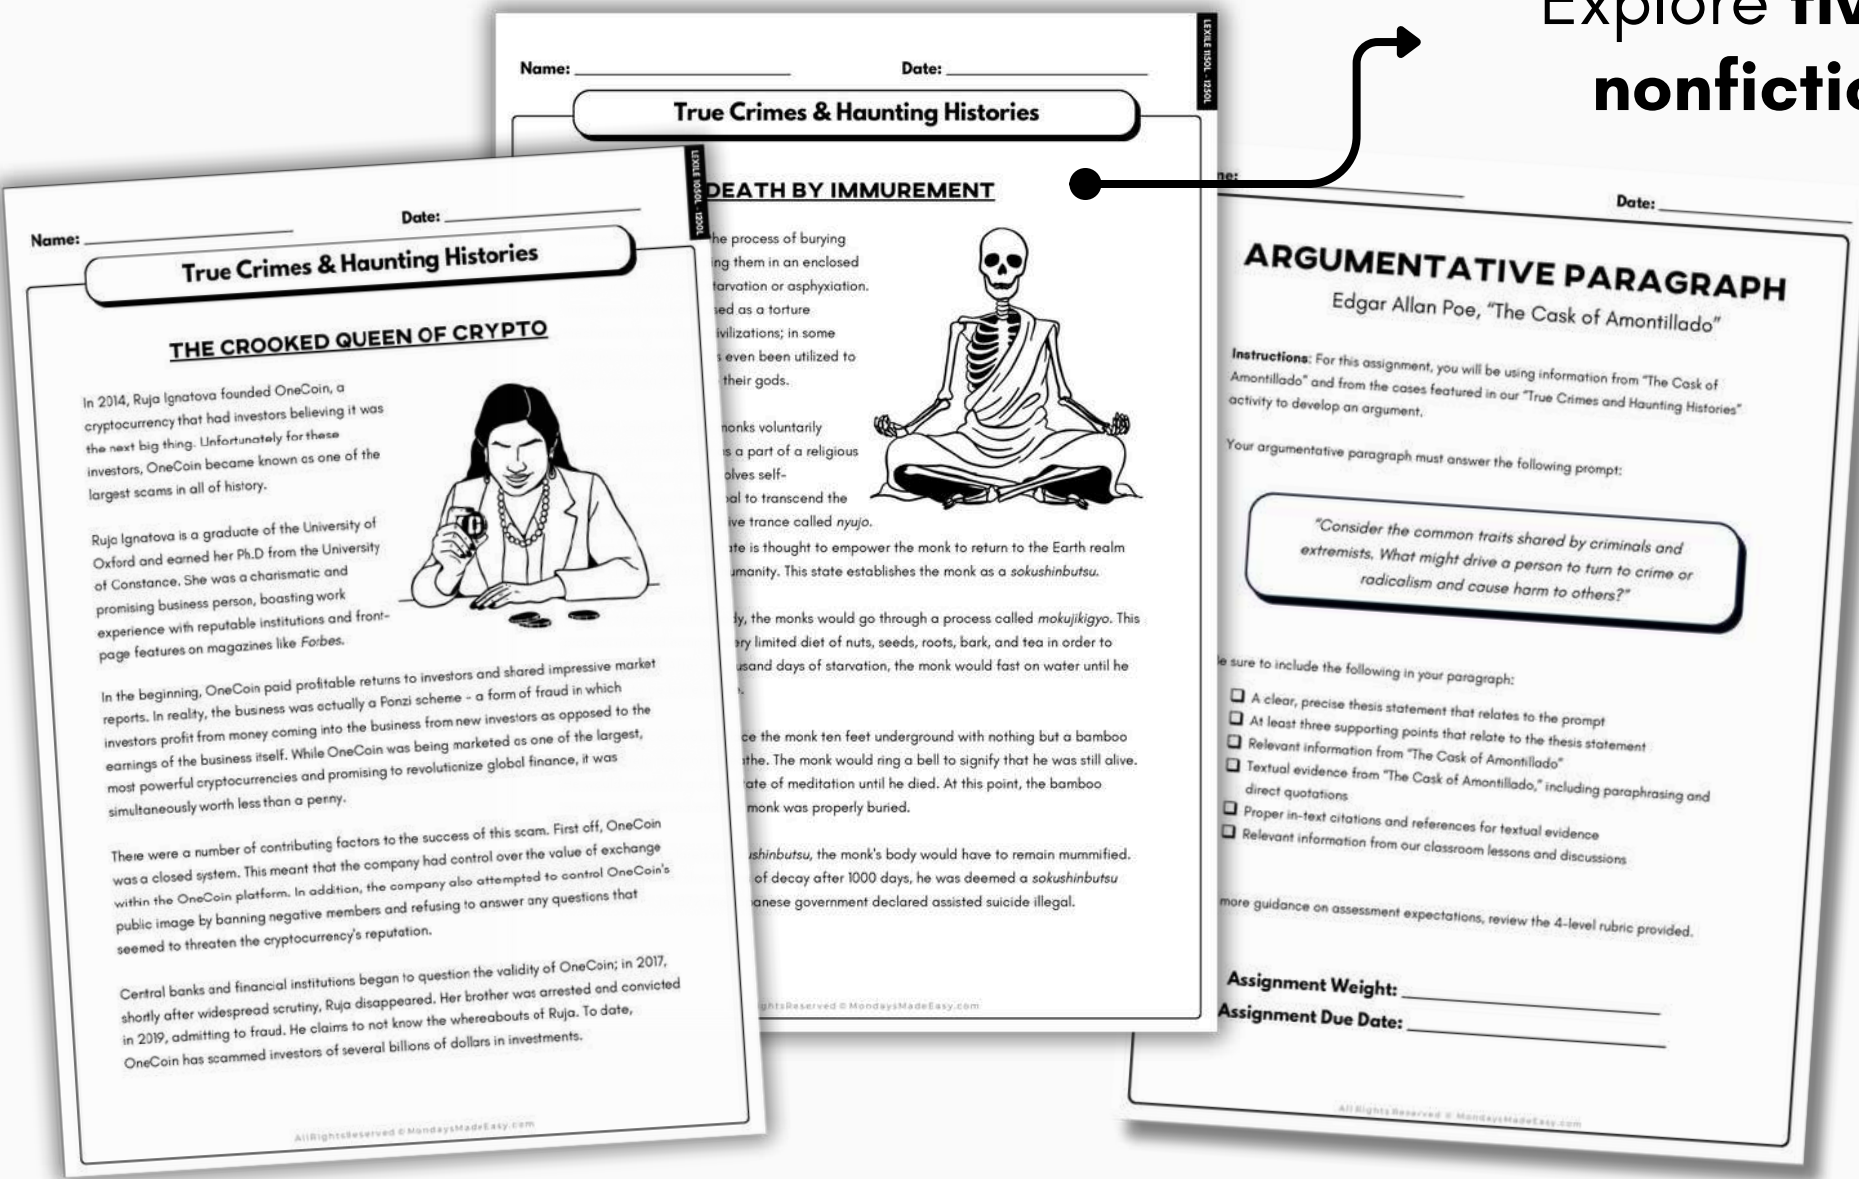 Explore
nonfictio
Name:
Date:
LEXILE 1050L - 1200L
True Crimes & Haunting Histories
THE CROOKED QUEEN OF CRYPTO
In 2014, Ruja Ignatova founded OneCoin, a
cryptocurrency that had investors believing it was
the next big thing. Unfortunately for these
investors, OneCoin became known as one of the
largest scams in all of history.
Ruja Ignatova is a graduate of the University of
Oxford and earned her Ph.D from the University
of Constance. She was a charismatic and
promising business person, boasting work
experience with reputable institutions and front-
page features on magazines like Forbes.
In the beginning, OneCoin paid profitable returns to investors and shared impressive market
reports. In reality, the business was actually a Ponzi scheme - a form of fraud in which
investors profit from money coming into the business from new investors as opposed to the
earnings of the business itself. While OneCoin was being marketed as one of the largest,
most powerful cryptocurrencies and promising to revolutionize global finance, it was
simultaneously worth less than a penny.
There were a number of contributing factors to the success of this scam. First off, OneCoin
was a closed system. This meant that the company had control over the value of exchange
within the OneCoin platform. In addition, the company also attempted to control OneCoin's
public image by banning negative members and refusing to answer any questions that
seemed to threaten the cryptocurrency's reputation.
Central banks and financial institutions began to question the validity of OneCoin; in 2017,
shortly after widespread scrutiny, Ruja disappeared. Her brother was arrested and convicted
in 2019, admitting to fraud. He claims to not know the whereabouts of Ruja. To date,
OneCoin has scammed investors of several billions of dollars in investments.
AllRightsReserved © MondaysMadeEasy.com
Name:
Date:
LEXILE 1150L - 1250L
True Crimes & Haunting Histories
DEATH BY IMMUREMENT
he process of burying
ng them in an enclosed
tarvation or asphyxiation.
sed as a torture
ivilizations; in some
s even been utilized to
their gods.
monks voluntarily
s a part of a religious
olves self-
al to transcend the
ive trance called nyujo.
ate is thought to empower the monk to return to the Earth realm
umanity. This state establishes the monk as a sokushinbutsu.
dy, the monks would go through a process called mokujikigyo. This
ery limited diet of nuts, seeds, roots, bark, and tea in order to
usand days of starvation, the monk would fast on water until he
ce the monk ten feet underground with nothing but a bamboo
athe. The monk would ring a bell to signify that he was still alive.
ate of meditation until he died. At this point, the bamboo
monk was properly buried.
ushinbutsu, the monk's body would have to remain mummified.
of decay after 1000 days, he was deemed a sokushinbutsu
anese government declared assisted suicide illegal.
ghtsReserved © MondaysMadeEasy.com
me:
Date:
ARGUMENTATIVE PARAGRAPH
Edgar Allan Poe, "The Cask of Amontillado"
Instructions: For this assignment, you will be using information from "The Cask of
Amontillado" and from the cases featured in our "True Crimes and Haunting Histories"
activity to develop an argument.
Your argumentative paragraph must answer the following prompt:
"Consider the common traits shared by criminals and
extremists. What might drive a person to turn to crime or
radicalism and cause harm to others?"
e sure to include the following in your paragraph:
A clear, precise thesis statement that relates to the prompt
At least three supporting points that relate to the thesis statement
Relevant information from "The Cask of Amontillado"
Textual evidence from "The Cask of Amontillado," including paraphrasing and
direct quotations
Proper in-text citations and references for textual evidence
Relevant information from our classroom lessons and discussions
more guidance on assessment expectations, review the 4-level rubric provided.
Assignment Weight:
Assignment Due Date:
All Rights Reserved © MondaysMadeEasy.com